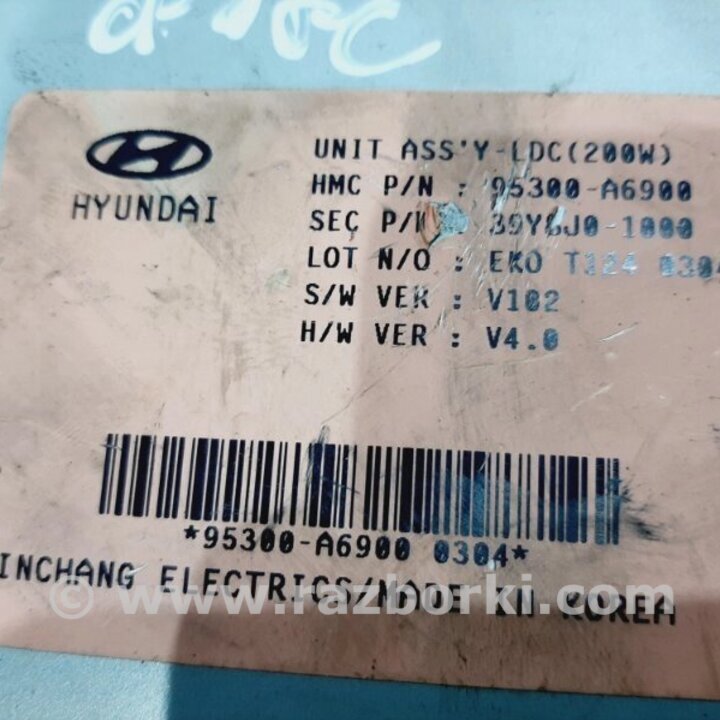 UNIT ASS'Y-LDC(200W)
HYUNDAI
HMC P/N : 95300-A6900
SEC 39Y6J0-1000
LOT N/O : EKO T124 0304
S/W VER : V102
H/W VER : V4.0
*95300-A6900 0304*
INCHANG ELECTRICS/MADE IN KOREA
© www.razborki.com